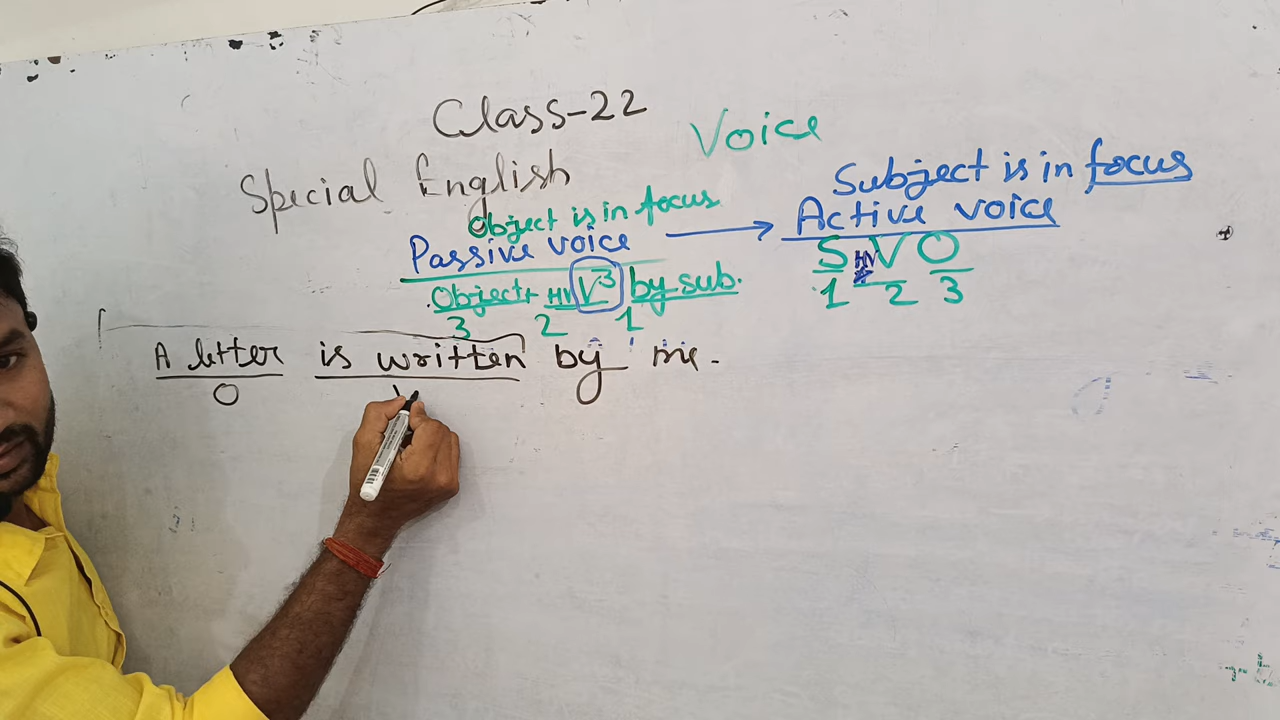 Class-22
Voice
Special English
Subject is in focus
Object is in focus
Active voice
Passive voice →
S HV V O
1 2 3
Object + HV V³ by sub.
3 2 1
A letter is written by me.
O